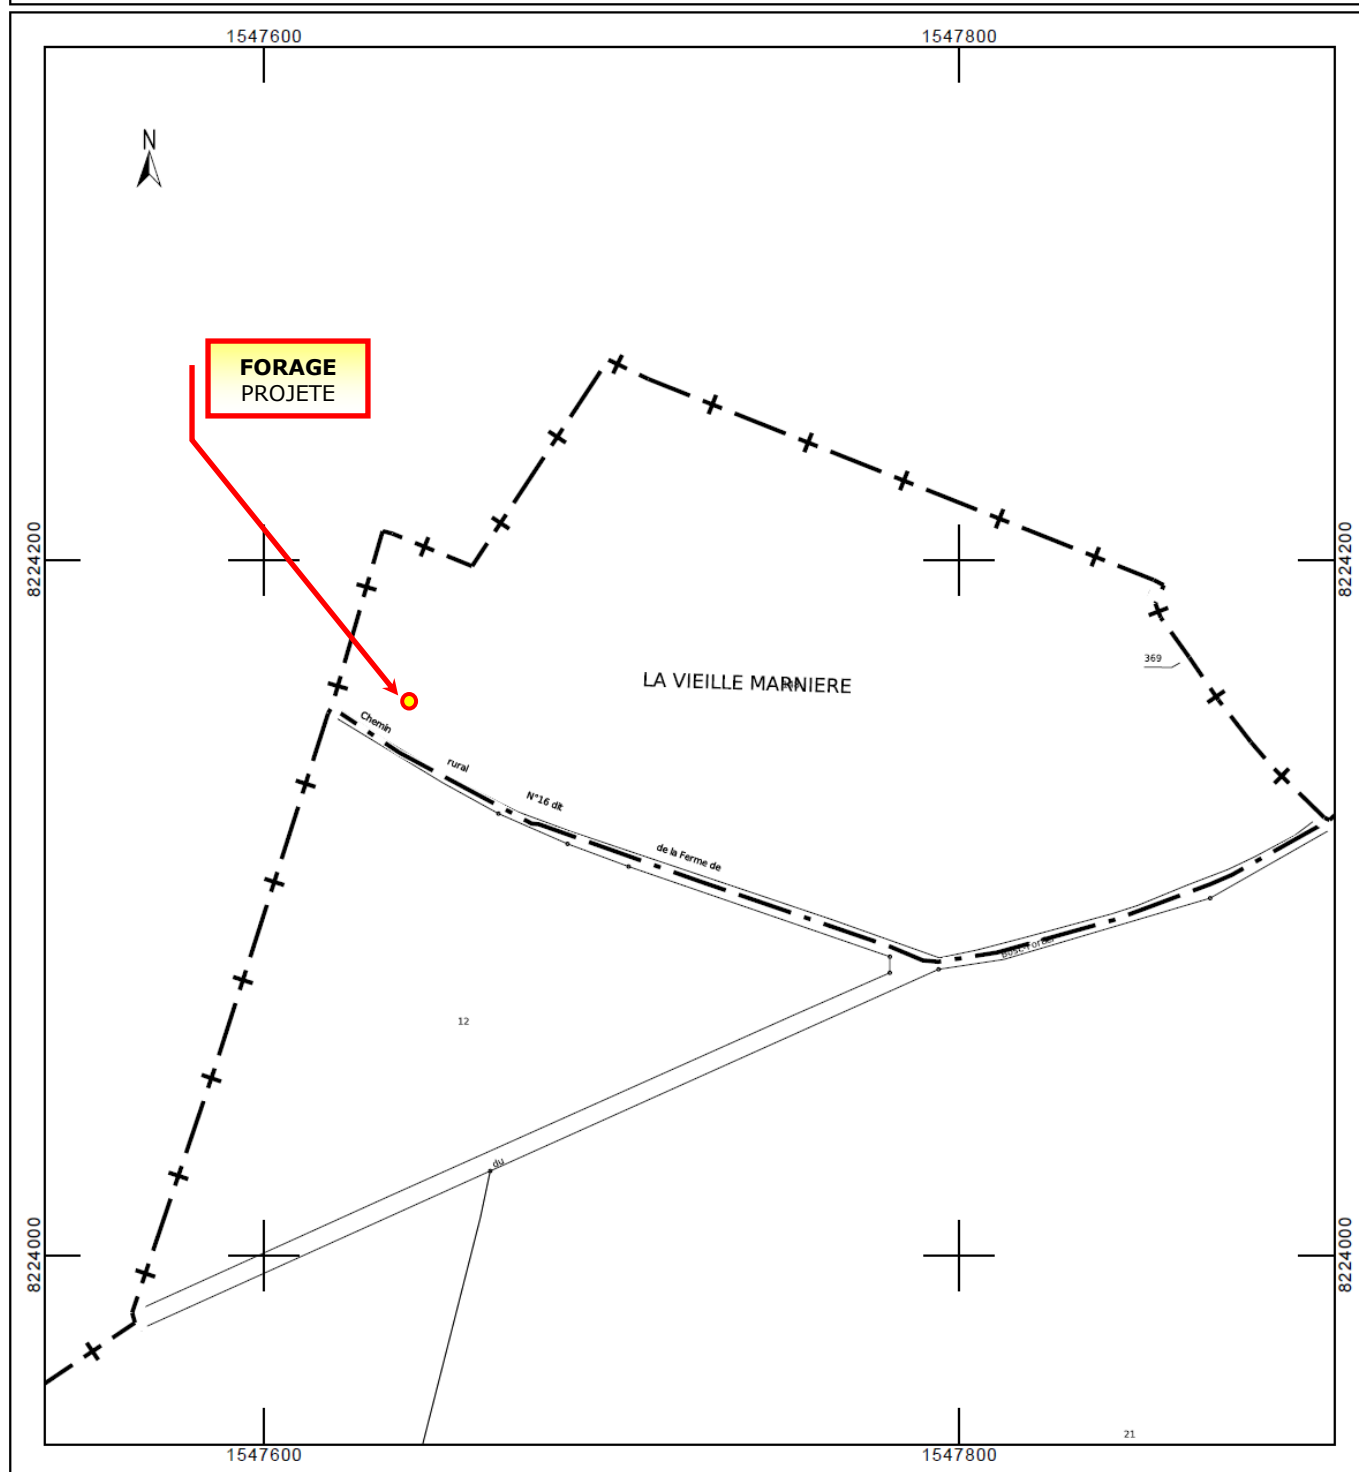 1547600
1547800
N
FORAGE
PROJETE
8224200
8224200
369
LA VIEILLE MARNIERE
Chemin
rural
N°16 dit
de la Ferme de
12
du
8224000
8224000
21
1547600
1547800